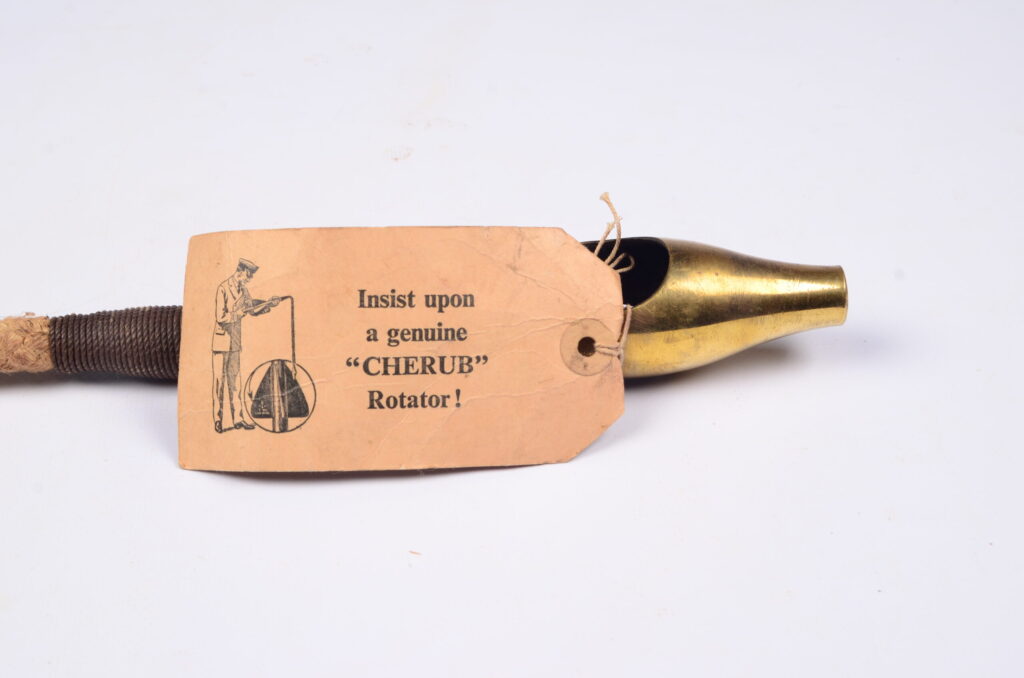 Insist upon
a genuine
“CHERUB”
Rotator!